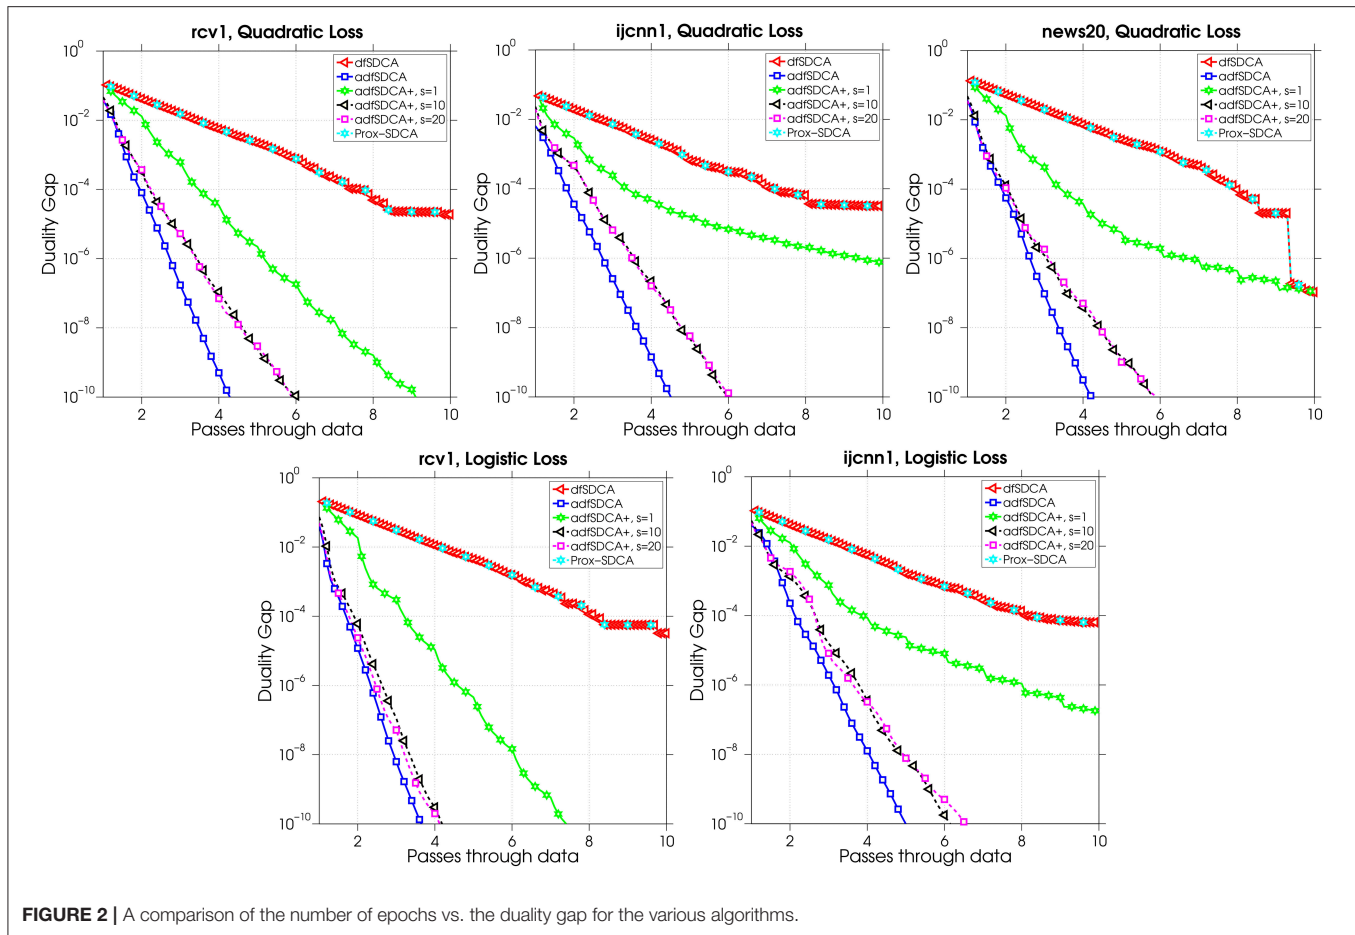 rcv1, Quadratic Loss
10^0
10^-2
10^-4
10^-6
10^-8
10^-10
Duality Gap
dfSDCA
adfSDCA
adfSDCA+, s=1
adfSDCA+, s=10
adfSDCA+, s=20
Prox-SDCA
2 4 6 8 10
Passes through data
ijcnn1, Quadratic Loss
10^0
10^-2
10^-4
10^-6
10^-8
10^-10
Duality Gap
dfSDCA
adfSDCA
adfSDCA+, s=1
adfSDCA+, s=10
adfSDCA+, s=20
Prox-SDCA
2 4 6 8 10
Passes through data
news20, Quadratic Loss
10^0
10^-2
10^-4
10^-6
10^-8
10^-10
Duality Gap
dfSDCA
adfSDCA
adfSDCA+, s=1
adfSDCA+, s=10
adfSDCA+, s=20
Prox-SDCA
2 4 6 8 10
Passes through data
rcv1, Logistic Loss
10^0
10^-2
10^-4
10^-6
10^-8
10^-10
Duality Gap
dfSDCA
adfSDCA
adfSDCA+, s=1
adfSDCA+, s=10
adfSDCA+, s=20
Prox-SDCA
2 4 6 8 10
Passes through data
ijcnn1, Logistic Loss
10^0
10^-2
10^-4
10^-6
10^-8
10^-10
Duality Gap
dfSDCA
adfSDCA
adfSDCA+, s=1
adfSDCA+, s=10
adfSDCA+, s=20
Prox-SDCA
2 4 6 8 10
Passes through data
FIGURE 2 | A comparison of the number of epochs vs. the duality gap for the various algorithms.